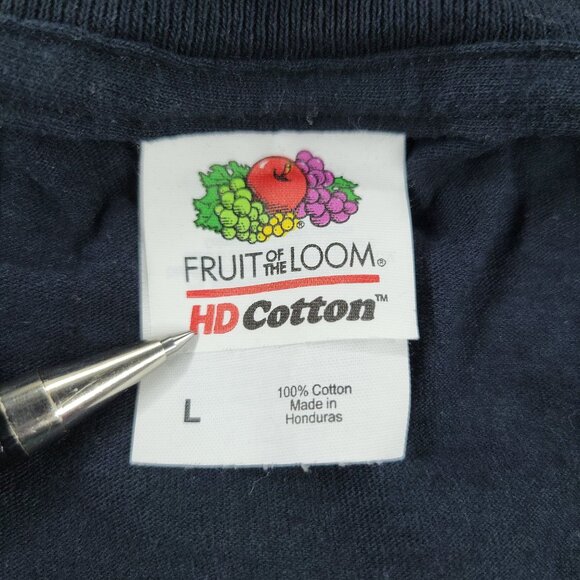 FRUIT OF THE LOOM®
HD Cotton™
L
100% Cotton
Made in
Honduras